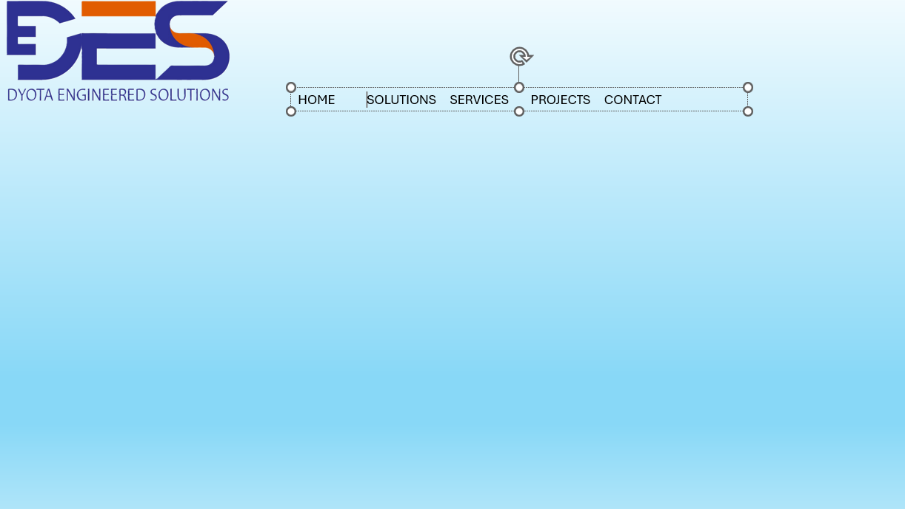 DES
DYOTA ENGINEERED SOLUTIONS
HOME SOLUTIONS SERVICES PROJECTS CONTACT